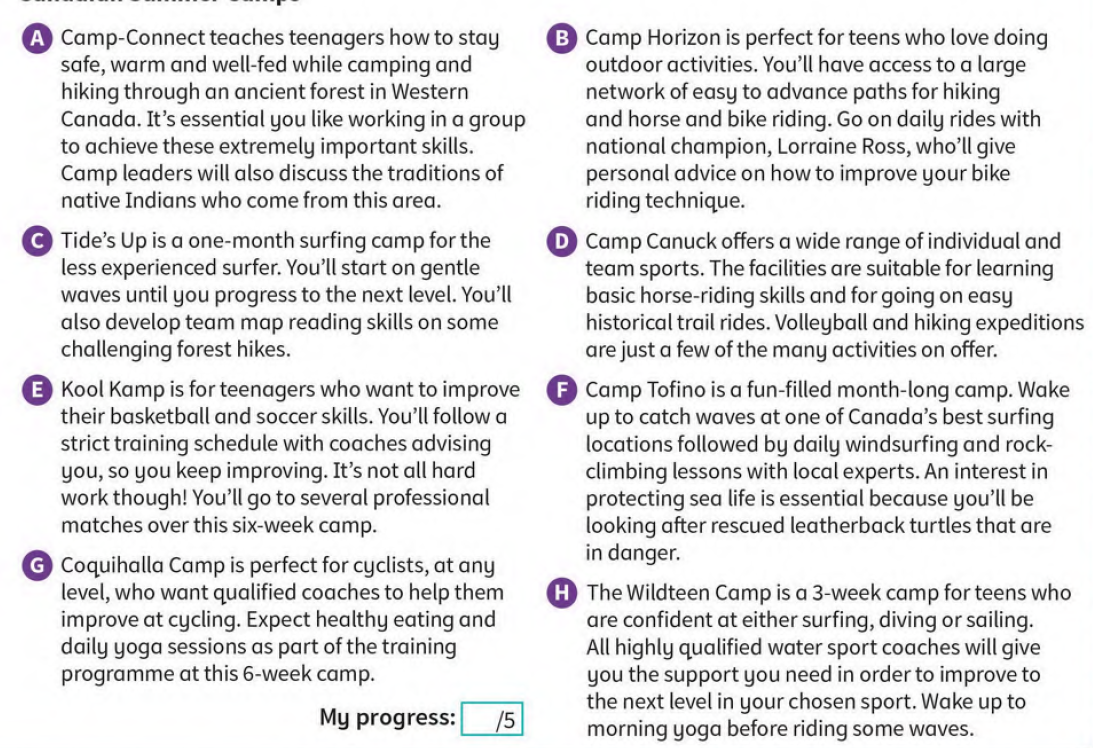 A Camp-Connect teaches teenagers how to stay
safe, warm and well-fed while camping and
hiking through an ancient forest in Western
Canada. It's essential you like working in a group
to achieve these extremely important skills.
Camp leaders will also discuss the traditions of
native Indians who come from this area.
B Camp Horizon is perfect for teens who love doing
outdoor activities. You'll have access to a large
network of easy to advance paths for hiking
and horse and bike riding. Go on daily rides with
national champion, Lorraine Ross, who'll give
personal advice on how to improve your bike
riding technique.
C Tide's Up is a one-month surfing camp for the
less experienced surfer. You'll start on gentle
waves until you progress to the next level. You'll
also develop team map reading skills on some
challenging forest hikes.
D Camp Canuck offers a wide range of individual and
team sports. The facilities are suitable for learning
basic horse-riding skills and for going on easy
historical trail rides. Volleyball and hiking expeditions
are just a few of the many activities on offer.
E Kool Kamp is for teenagers who want to improve
their basketball and soccer skills. You'll follow a
strict training schedule with coaches advising
you, so you keep improving. It's not all hard
work though! You'll go to several professional
matches over this six-week camp.
F Camp Tofino is a fun-filled month-long camp. Wake
up to catch waves at one of Canada's best surfing
locations followed by daily windsurfing and rock-
climbing lessons with local experts. An interest in
protecting sea life is essential because you'll be
looking after rescued leatherback turtles that are
in danger.
G Coquihalla Camp is perfect for cyclists, at any
level, who want qualified coaches to help them
improve at cycling. Expect healthy eating and
daily yoga sessions as part of the training
programme at this 6-week camp.
H The Wildteen Camp is a 3-week camp for teens who
are confident at either surfing, diving or sailing.
All highly qualified water sport coaches will give
you the support you need in order to improve to
the next level in your chosen sport. Wake up to
morning yoga before riding some waves.
My progress: /5